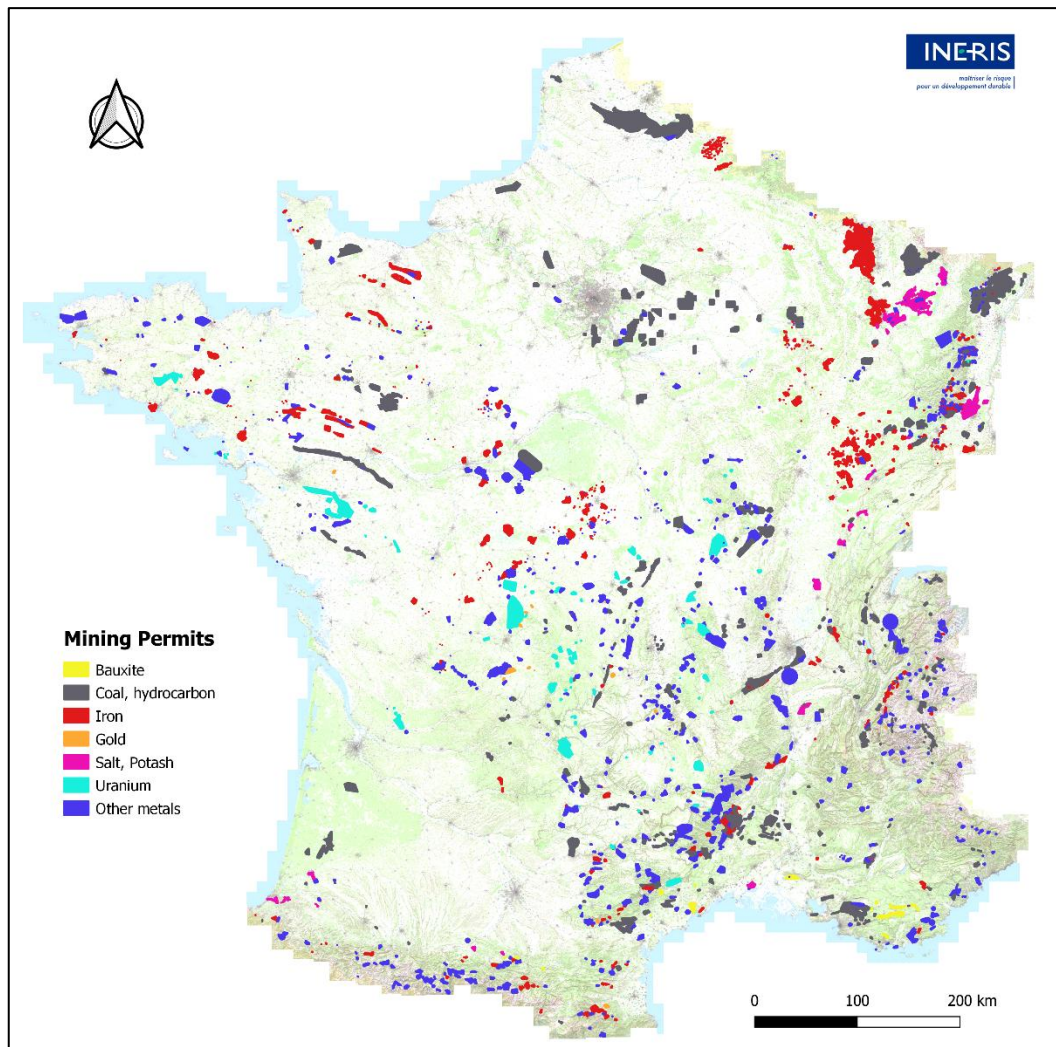 INERIS
maîtriser le risque
pour un développement durable
Mining Permits
Bauxite
Coal, hydrocarbon
Iron
Gold
Salt, Potash
Uranium
Other metals
0 100 200 km